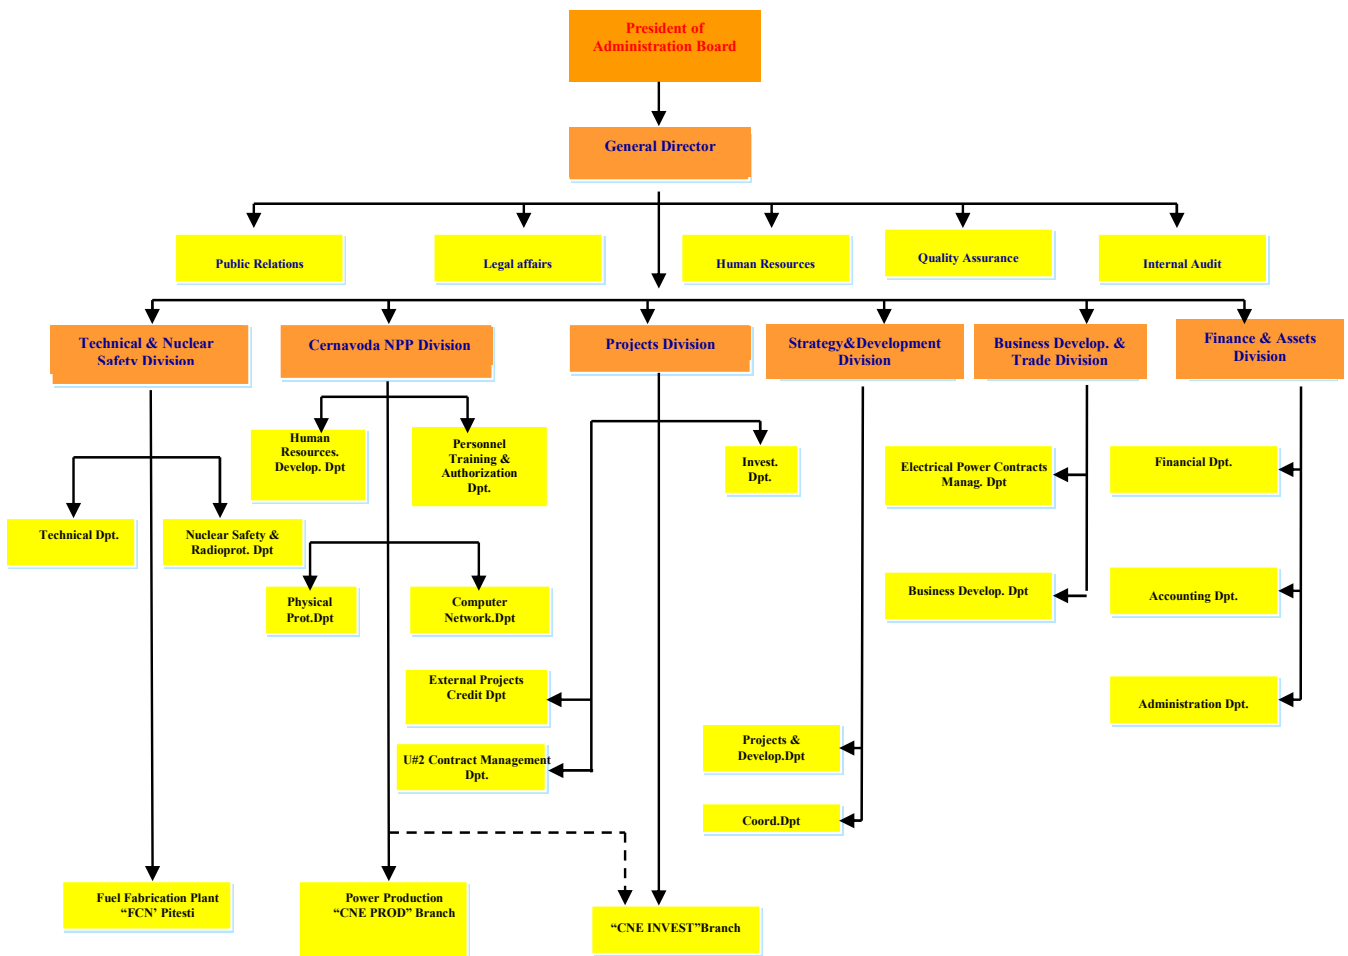 President of
Administration Board
General Director
Public Relations
Legal affairs
Human Resources
Quality Assurance
Internal Audit
Technical & Nuclear
Safety Division
Cernavoda NPP Division
Projects Division
Strategy&Development
Division
Business Develop. &
Trade Division
Finance & Assets
Division
Human
Resources.
Develop. Dpt
Personnel
Training &
Authorization
Dpt.
Invest.
Dpt.
Electrical Power Contracts
Manag. Dpt
Financial Dpt.
Technical Dpt.
Nuclear Safety &
Radioprot. Dpt
Physical
Prot.Dpt
Computer
Network.Dpt
Business Develop. Dpt
Accounting Dpt.
External Projects
Credit Dpt
Administration Dpt.
U#2 Contract Management
Dpt.
Projects &
Develop.Dpt
Coord.Dpt
Fuel Fabrication Plant
“FCN’ Pitesti
Power Production
“CNE PROD” Branch
“CNE INVEST”Branch